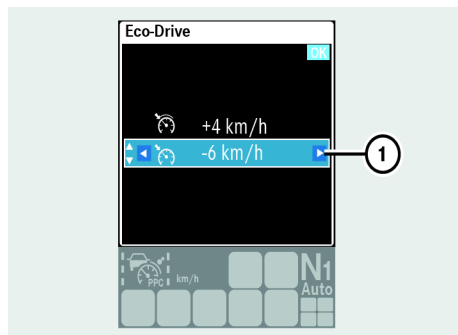 Eco-Drive
OK
+4 km/h
-6 km/h
1
PPC km/h
N1
Auto